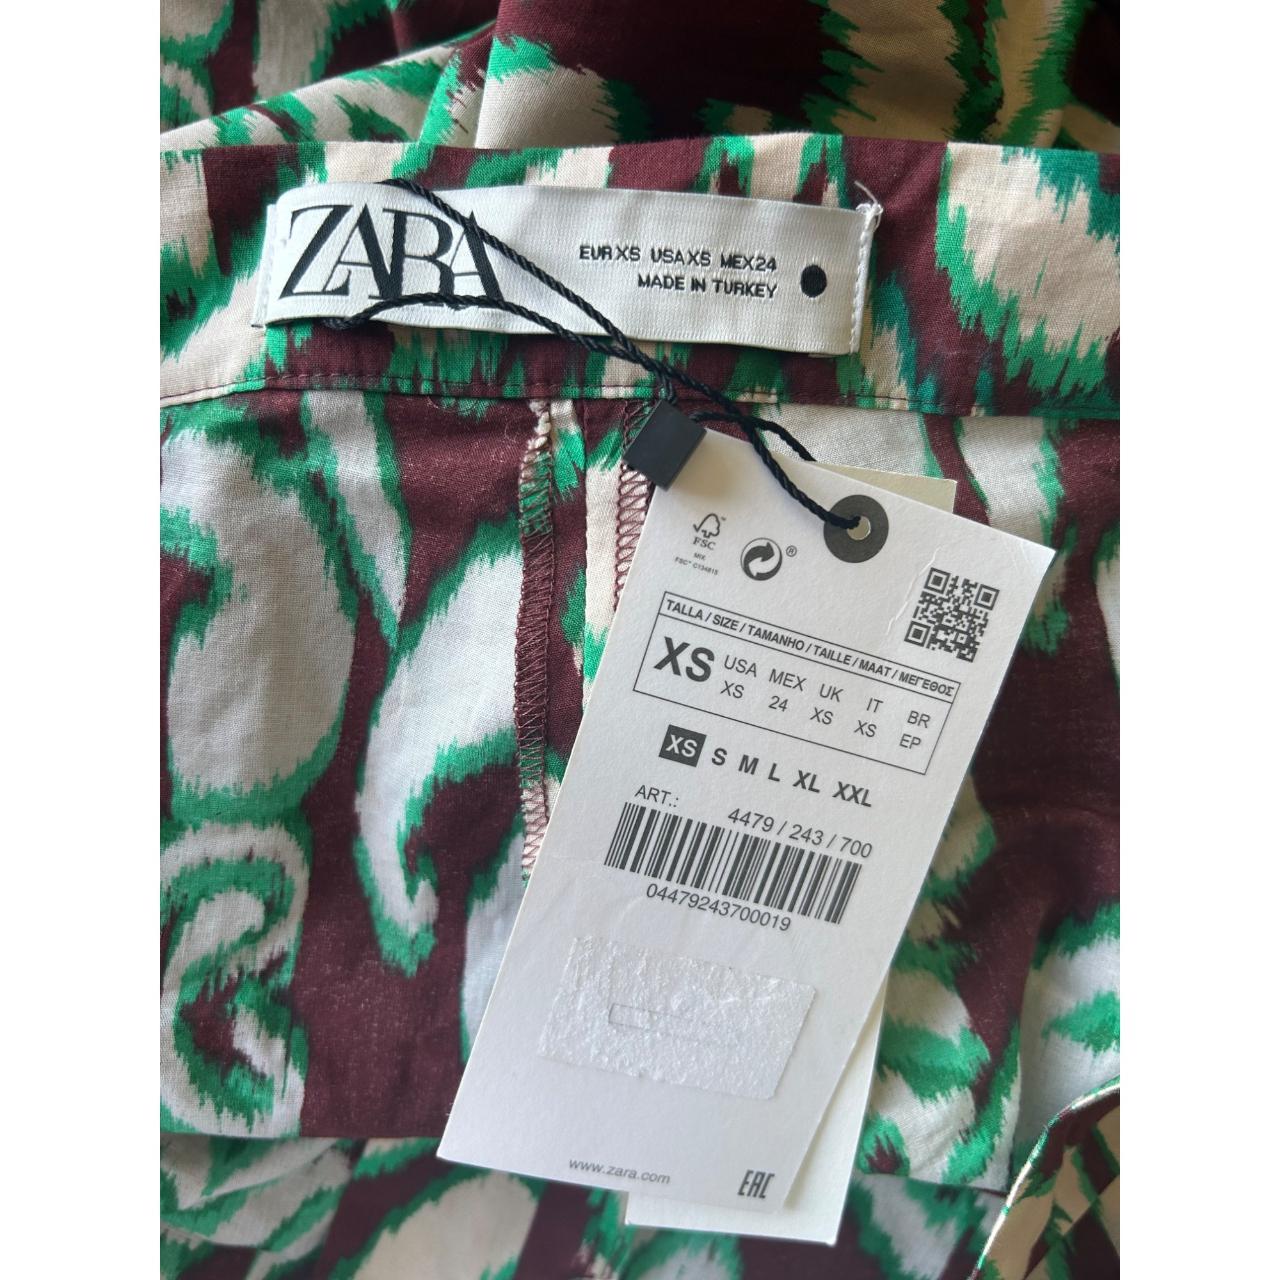 ZARA
EUR XS USA XS MEX 24
MADE IN TURKEY
FSC
MIX
FSC® C134615
®
TALLA / SIZE / TAMANHO / TAILLE / MAAT / ΜΕΓΕΘΟΣ
XS USA MEX UK IT BR
XS 24 XS XS EP
XS S M L XL XXL
ART.:
4479 / 243 / 700
04479243700019
www.zara.com
EAC